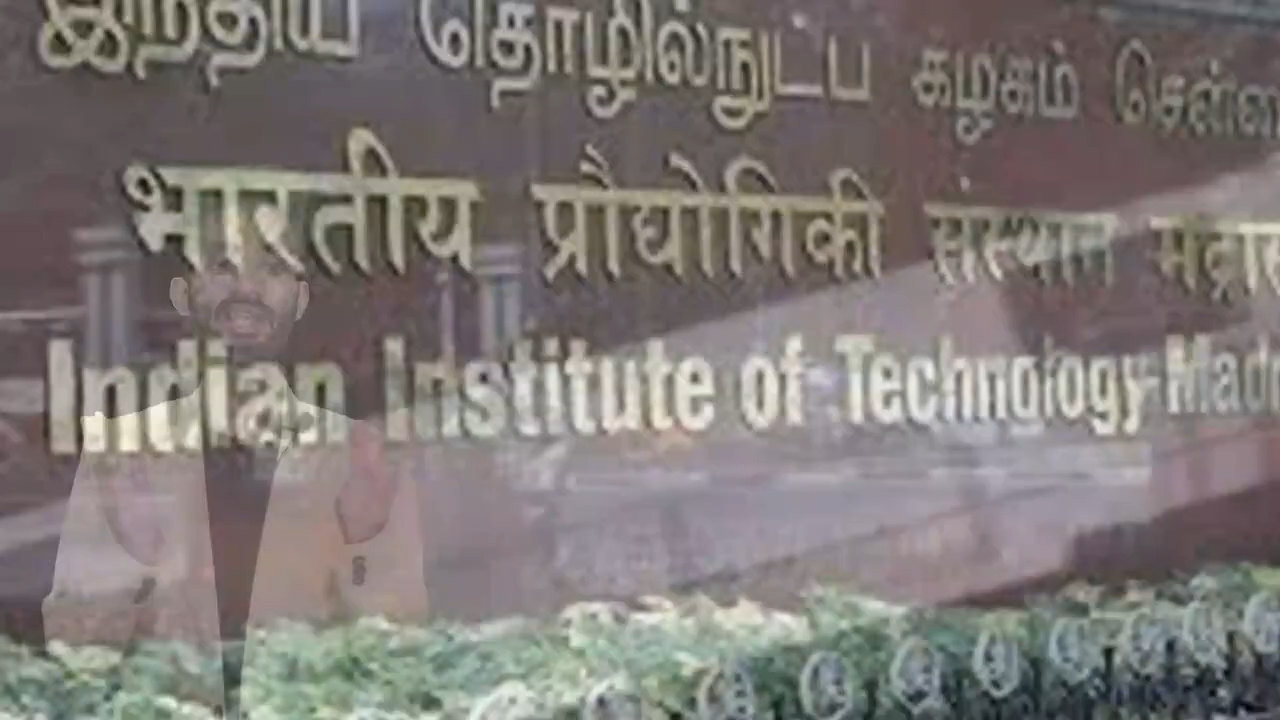 இந்திய தொழில்நுட்ப கழகம்
भारतीय प्रौद्योगिकी संस्थान
Indian Institute of Technology